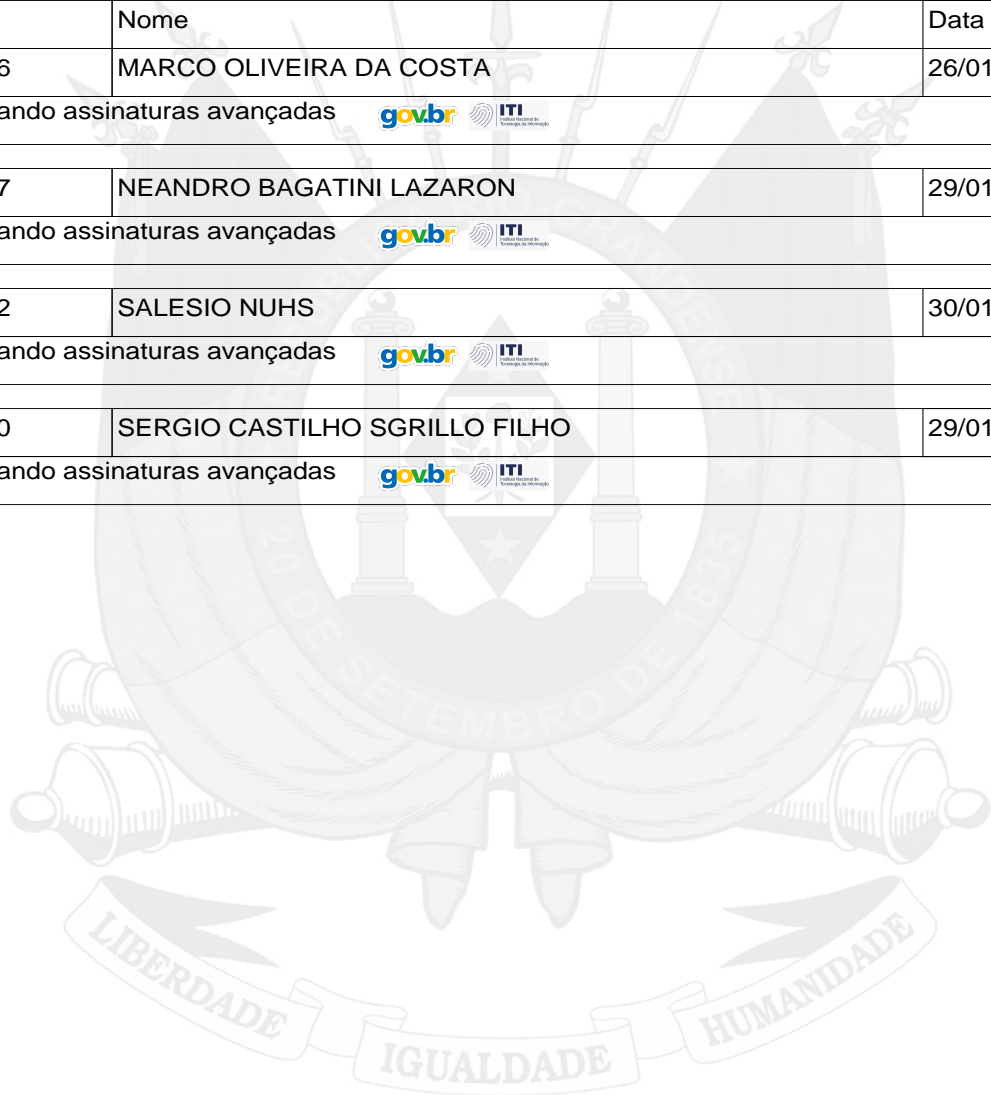 Nome Data
6 MARCO OLIVEIRA DA COSTA 26/01
ando assinaturas avançadas gov.br ITI
7 NEANDRO BAGATINI LAZARON 29/01
ando assinaturas avançadas gov.br ITI
2 SALESIO NUHS 30/01
ando assinaturas avançadas gov.br ITI
0 SERGIO CASTILHO SGRILLO FILHO 29/01
ando assinaturas avançadas gov.br ITI
20 DE SETEMBRO DE 1835
LIBERDADE IGUALDADE HUMANIDADE